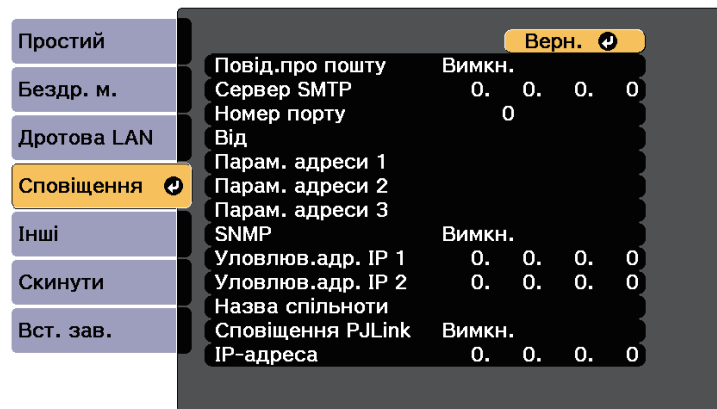 Простий
Бездр. м.
Дротова LAN
Сповіщення
Інші
Скинути
Вст. зав.
Верн.
Повід.про пошту Вимкн.
Сервер SMTP 0. 0. 0. 0
Номер порту 0
Від
Парам. адреси 1
Парам. адреси 2
Парам. адреси 3
SNMP Вимкн.
Уловлюв.адр. IP 1 0. 0. 0. 0
Уловлюв.адр. IP 2 0. 0. 0. 0
Назва спільноти
Сповіщення PJLink Вимкн.
IP-адреса 0. 0. 0. 0